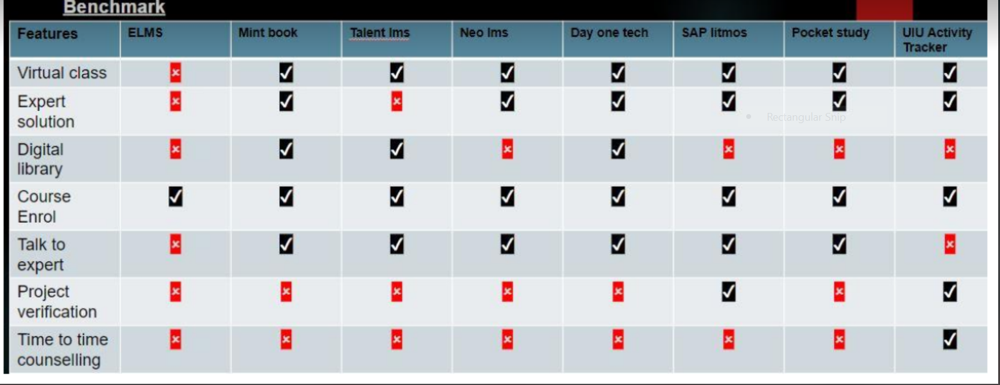 Benchmark
Features ELMS Mint book Talent lms Neo lms Day one tech SAP litmos Pocket study UIU Activity
Tracker
Virtual class
Expert
solution
Rectangular Snip
Digital
library
Course
Enrol
Talk to
expert
Project
verification
Time to time
counselling